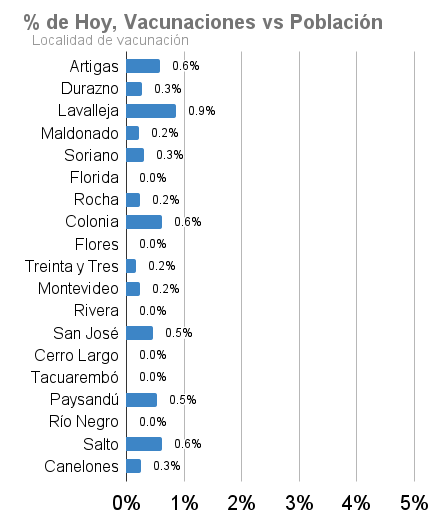 % de Hoy, Vacunaciones vs Población
Localidad de vacunación
Artigas 0.6%
Durazno 0.3%
Lavalleja 0.9%
Maldonado 0.2%
Soriano 0.3%
Florida 0.0%
Rocha 0.2%
Colonia 0.6%
Flores 0.0%
Treinta y Tres 0.2%
Montevideo 0.2%
Rivera 0.0%
San José 0.5%
Cerro Largo 0.0%
Tacuarembó 0.0%
Paysandú 0.5%
Río Negro 0.0%
Salto 0.6%
Canelones 0.3%
0% 1% 2% 3% 4% 5%